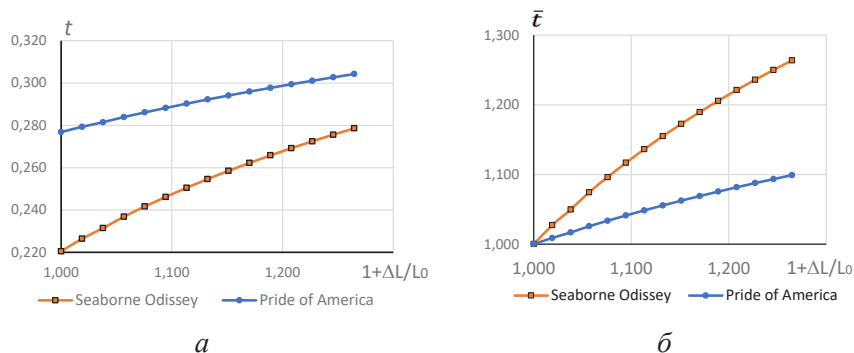 t
0,320
0,300
0,280
0,260
0,240
0,220
1,000 1,100 1,200 1+ΔL/L0
Seaborne Odissey Pride of America
а
t̄
1,300
1,200
1,100
1,000
1,000 1,100 1,200 1+ΔL/L0
Seaborne Odissey Pride of America
б